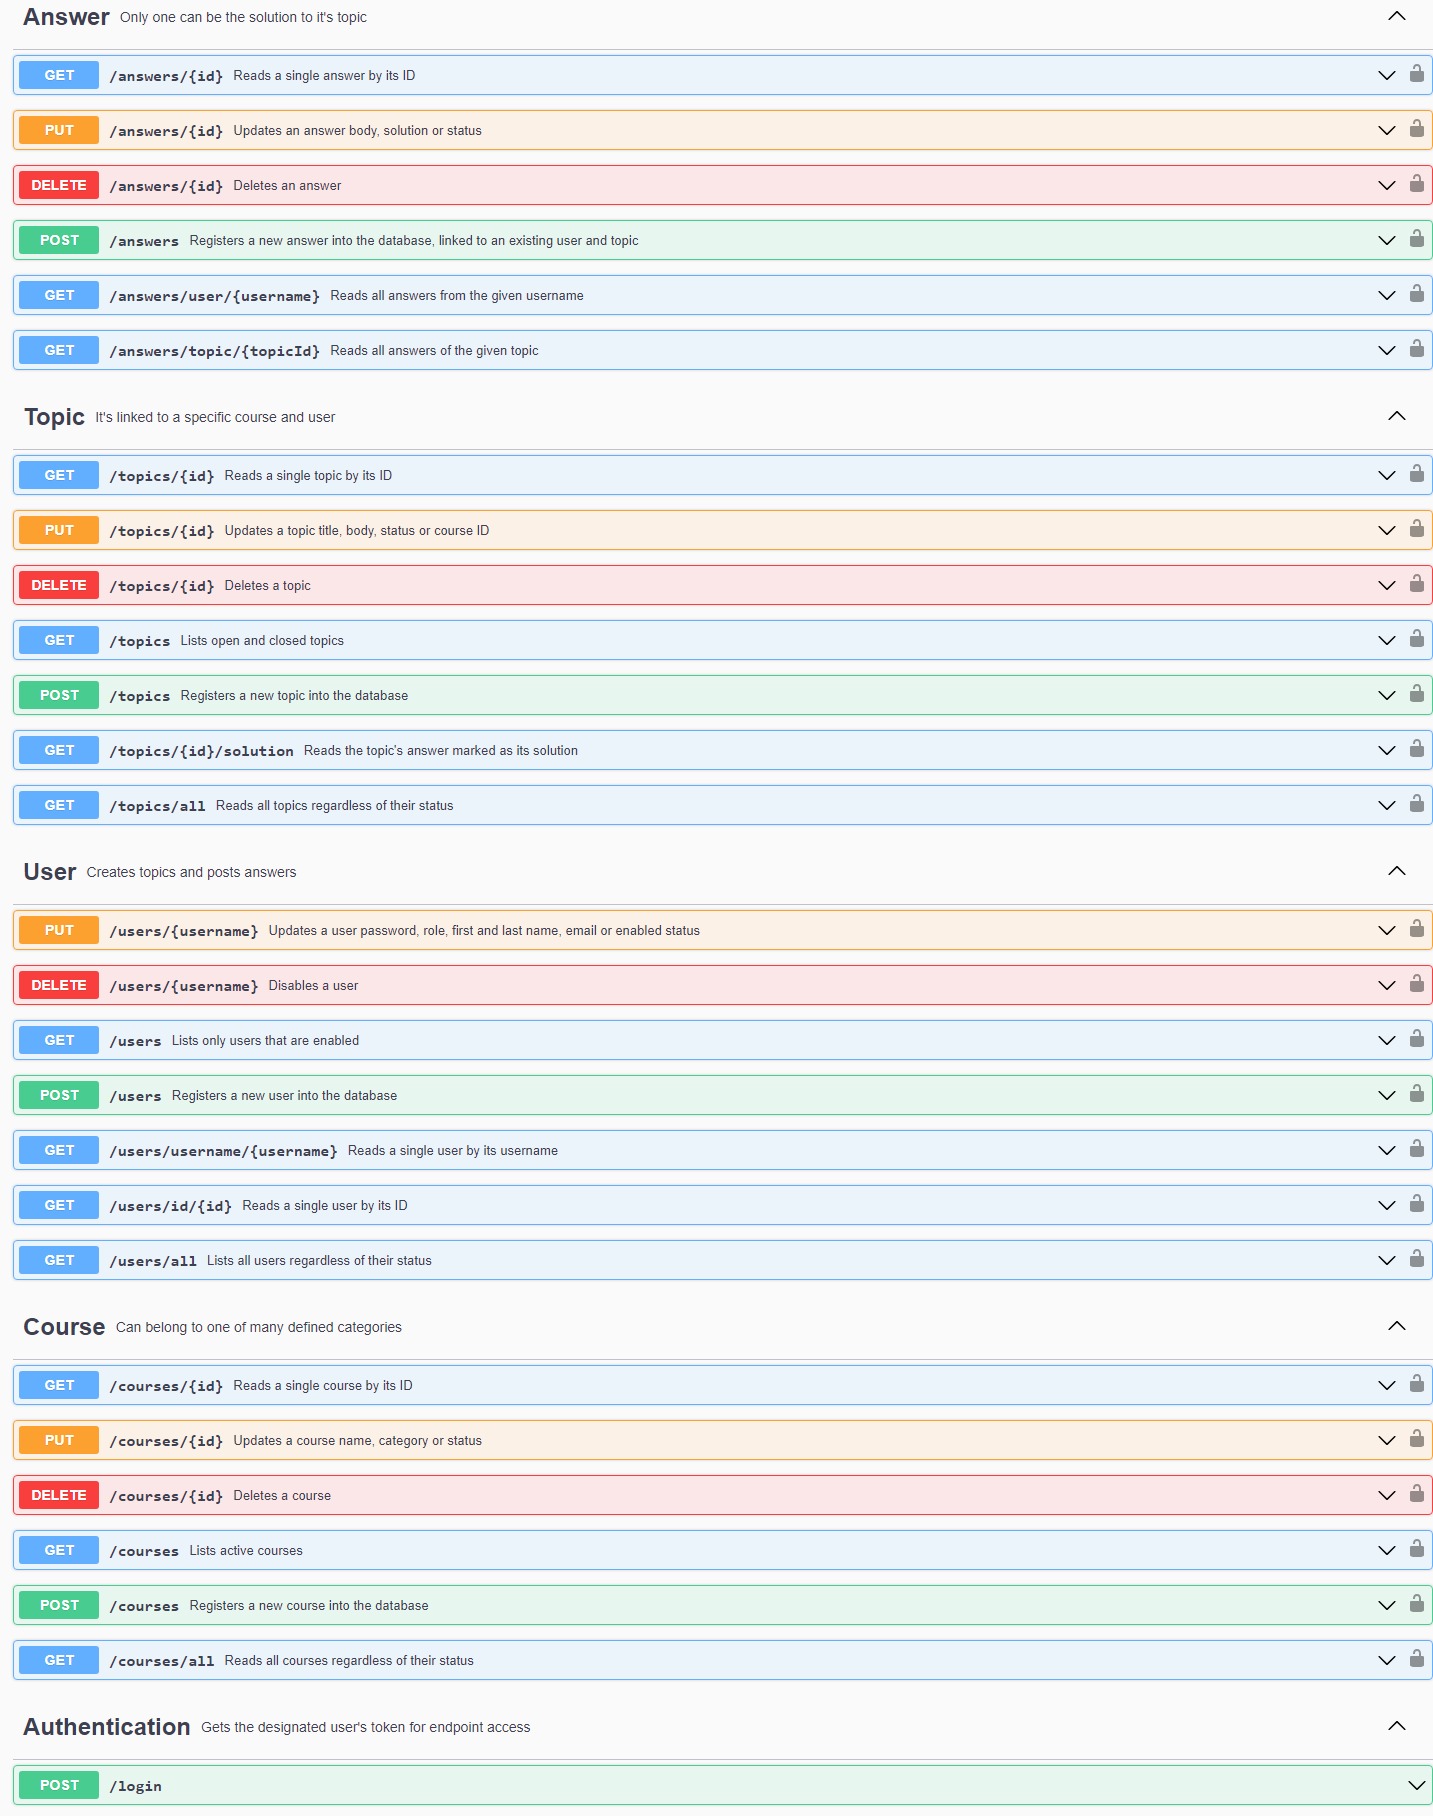 Answer Only one can be the solution to it's topic
GET /answers/{id} Reads a single answer by its ID
PUT /answers/{id} Updates an answer body, solution or status
DELETE /answers/{id} Deletes an answer
POST /answers Registers a new answer into the database, linked to an existing user and topic
GET /answers/user/{username} Reads all answers from the given username
GET /answers/topic/{topicId} Reads all answers of the given topic
Topic It's linked to a specific course and user
GET /topics/{id} Reads a single topic by its ID
PUT /topics/{id} Updates a topic title, body, status or course ID
DELETE /topics/{id} Deletes a topic
GET /topics Lists open and closed topics
POST /topics Registers a new topic into the database
GET /topics/{id}/solution Reads the topic's answer marked as its solution
GET /topics/all Reads all topics regardless of their status
User Creates topics and posts answers
PUT /users/{username} Updates a user password, role, first and last name, email or enabled status
DELETE /users/{username} Disables a user
GET /users Lists only users that are enabled
POST /users Registers a new user into the database
GET /users/username/{username} Reads a single user by its username
GET /users/id/{id} Reads a single user by its ID
GET /users/all Lists all users regardless of their status
Course Can belong to one of many defined categories
GET /courses/{id} Reads a single course by its ID
PUT /courses/{id} Updates a course name, category or status
DELETE /courses/{id} Deletes a course
GET /courses Lists active courses
POST /courses Registers a new course into the database
GET /courses/all Reads all courses regardless of their status
Authentication Gets the designated user's token for endpoint access
POST /login